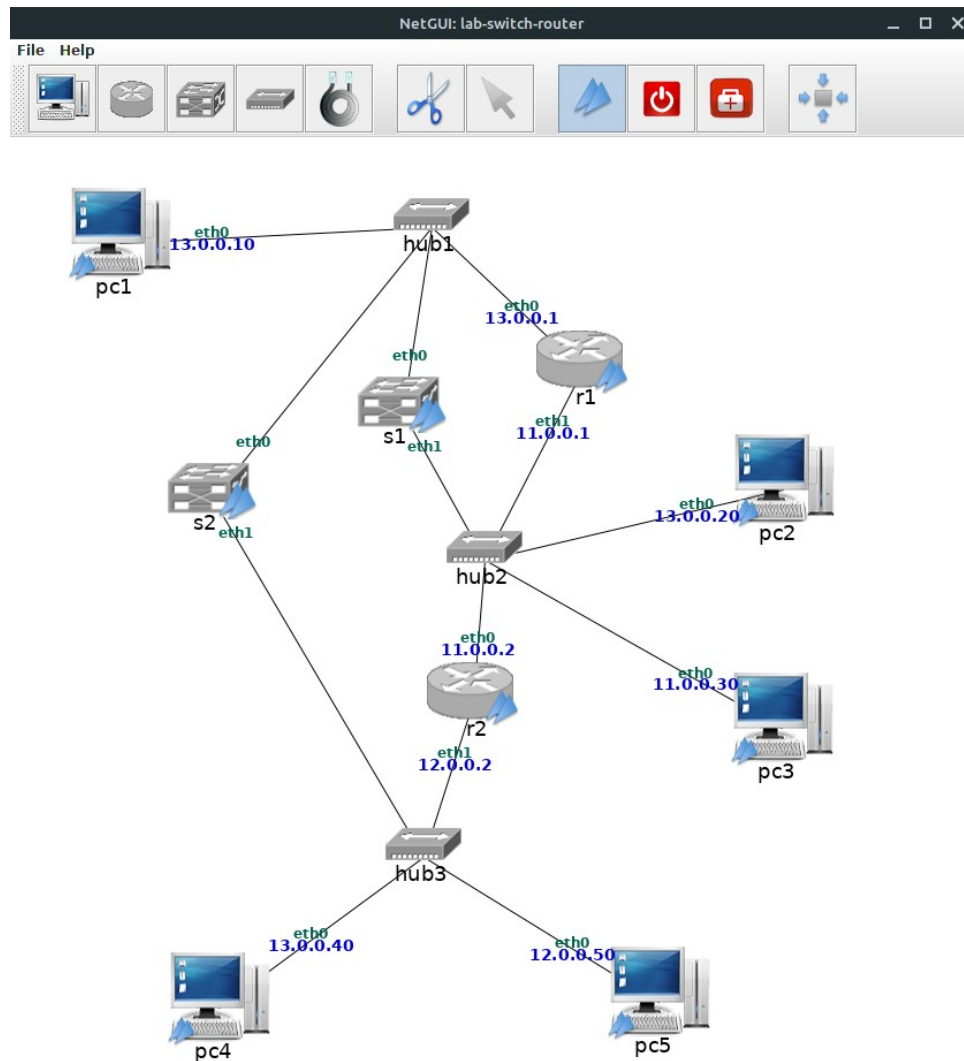 NetGUI: lab-switch-router
File Help
eth0
13.0.0.10
pc1
hub1
eth0
13.0.0.1
r1
eth0
s1
eth1
eth1
11.0.0.1
eth0
s2
eth1
eth0
13.0.0.20
pc2
hub2
eth0
11.0.0.2
r2
eth0
11.0.0.30
pc3
eth1
12.0.0.2
hub3
eth0
13.0.0.40
pc4
eth0
12.0.0.50
pc5